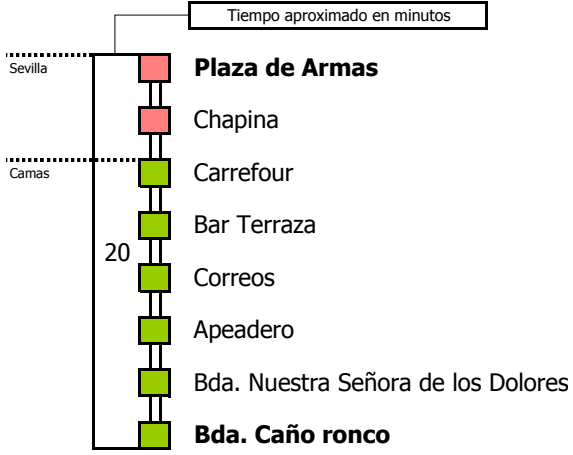 Tiempo aproximado en minutos
Sevilla
Plaza de Armas
Chapina
Camas
Carrefour
Bar Terraza
20
Correos
Apeadero
Bda. Nuestra Señora de los Dolores
Bda. Caño ronco